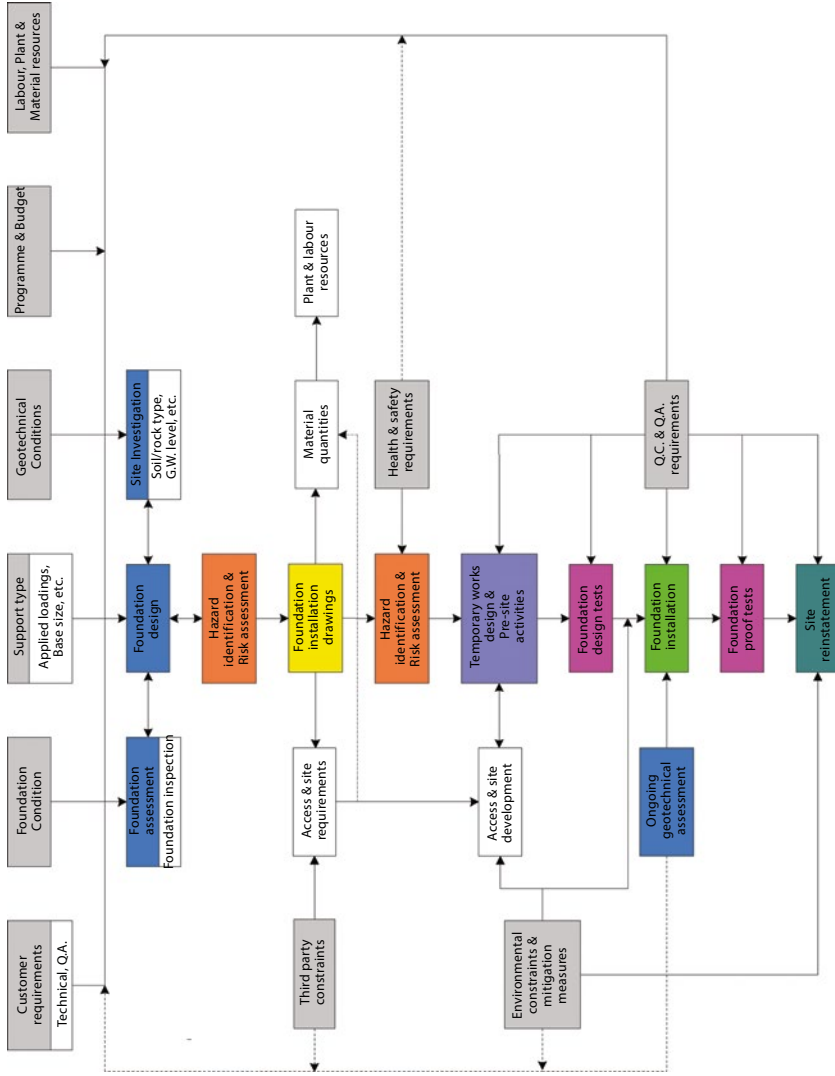 Customer
requirements
Technical, Q.A.
Foundation
Condition
Support type
Applied loadings,
Base size, etc.
Geotechnical
Conditions
Programme & Budget
Labour, Plant &
Material resources
Foundation
assessment
Foundation inspection
Foundation
design
Site Investigation
Soil/rock type,
G.W. level, etc.
Hazard
identification &
Risk assessment
Third party
constraints
Access & site
requirements
Foundation
installation
drawings
Material
quantities
Plant & labour
resources
Hazard
identification &
Risk assessment
Health & safety
requirements
Environmental
constraints &
mitigation
measures
Access & site
development
Temporary works
design &
Pre-site
activities
Foundation
design tests
Ongoing
geotechnical
assessment
Foundation
installation
Q.C. & Q.A.
requirements
Foundation
proof tests
Site
reinstatement